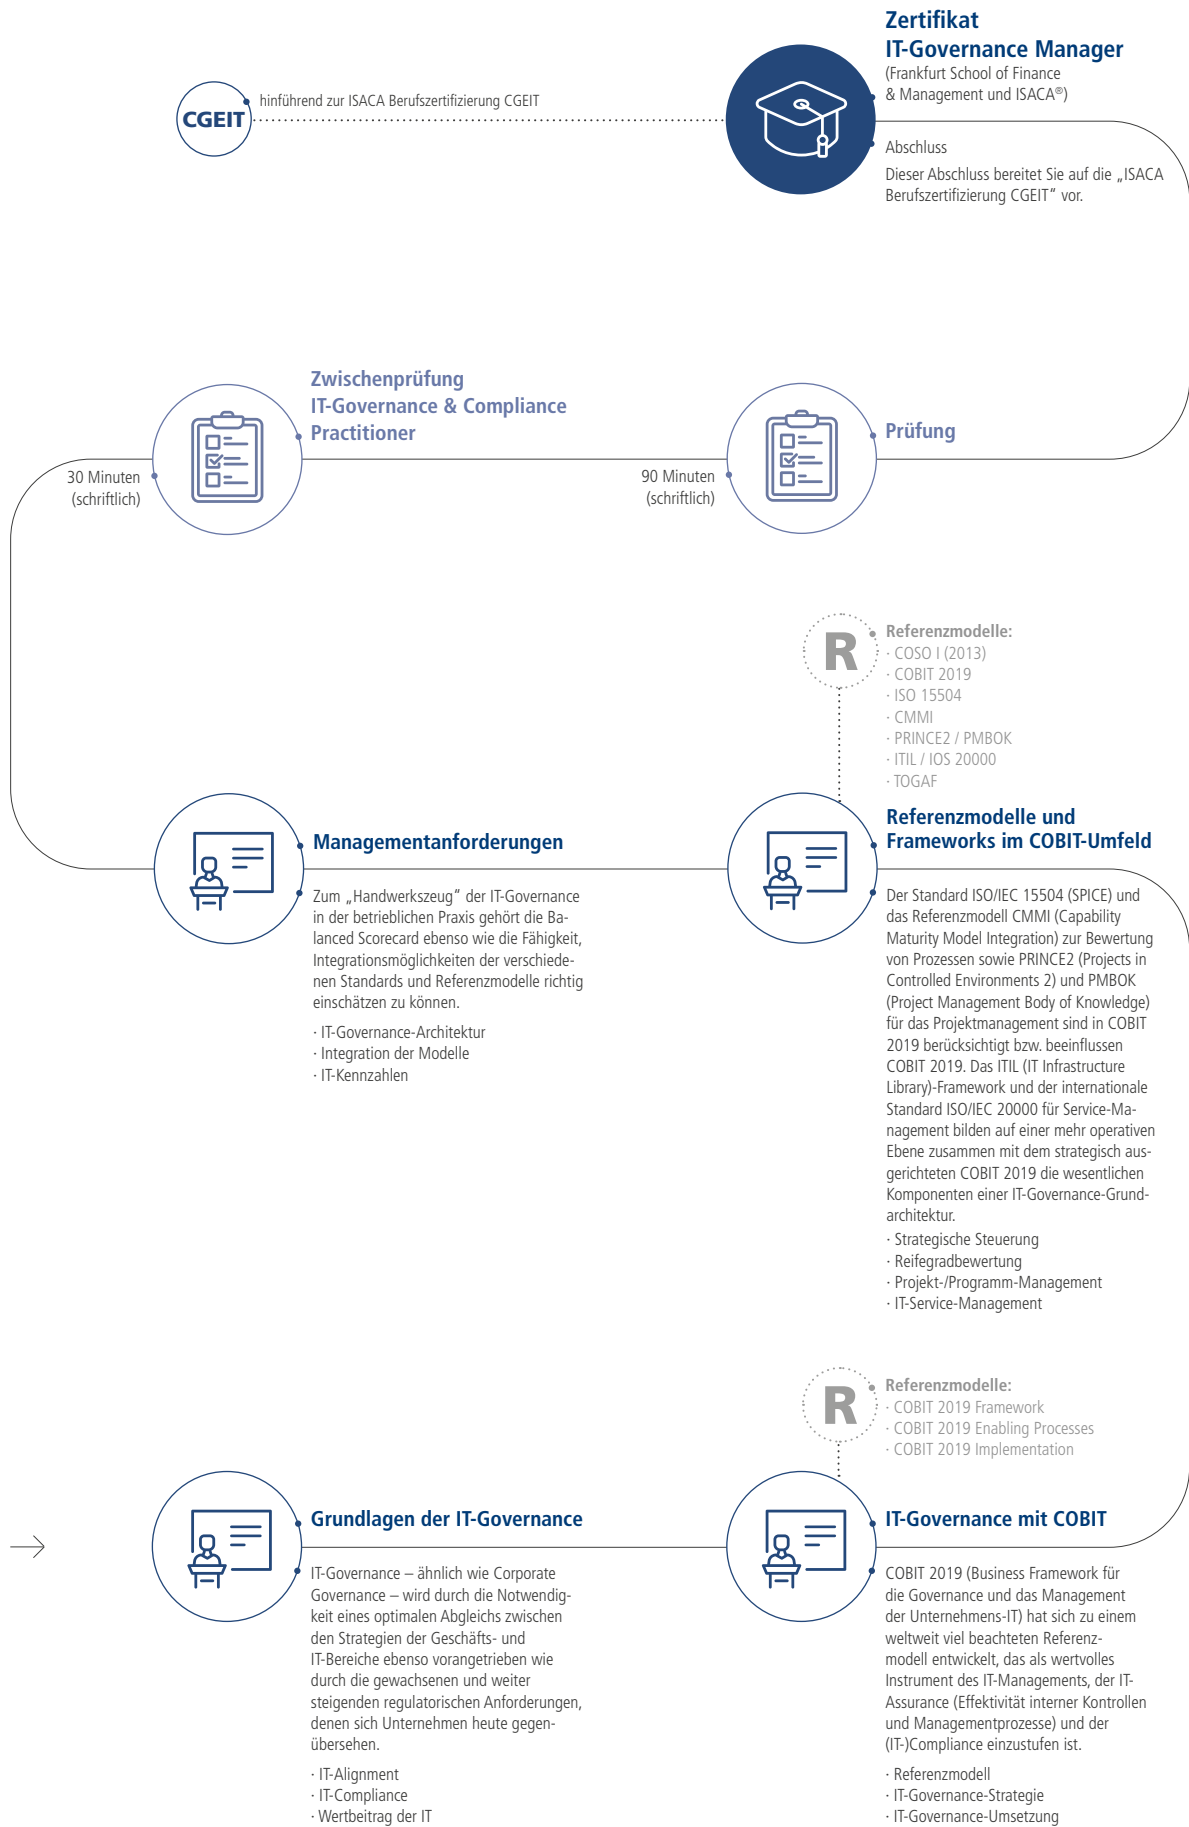 Zertifikat
IT-Governance Manager
(Frankfurt School of Finance
& Management und ISACA®)
CGEIT
hinführend zur ISACA Berufszertifizierung CGEIT
Abschluss
Dieser Abschluss bereitet Sie auf die „ISACA
Berufszertifizierung CGEIT“ vor.
Zwischenprüfung
IT-Governance & Compliance
Practitioner
30 Minuten
(schriftlich)
Prüfung
90 Minuten
(schriftlich)
R
Referenzmodelle:
· COSO I (2013)
· COBIT 2019
· ISO 15504
· CMMI
· PRINCE2 / PMBOK
· ITIL / IOS 20000
· TOGAF
Managementanforderungen
Zum „Handwerkszeug“ der IT-Governance
in der betrieblichen Praxis gehört die Ba-
lanced Scorecard ebenso wie die Fähigkeit,
Integrationsmöglichkeiten der verschiede-
nen Standards und Referenzmodelle richtig
einschätzen zu können.
· IT-Governance-Architektur
· Integration der Modelle
· IT-Kennzahlen
Referenzmodelle und
Frameworks im COBIT-Umfeld
Der Standard ISO/IEC 15504 (SPICE) und
das Referenzmodell CMMI (Capability
Maturity Model Integration) zur Bewertung
von Prozessen sowie PRINCE2 (Projects in
Controlled Environments 2) und PMBOK
(Project Management Body of Knowledge)
für das Projektmanagement sind in COBIT
2019 berücksichtigt bzw. beeinflussen
COBIT 2019. Das ITIL (IT Infrastructure
Library)-Framework und der internationale
Standard ISO/IEC 20000 für Service-Ma-
nagement bilden auf einer mehr operativen
Ebene zusammen mit dem strategisch aus-
gerichteten COBIT 2019 die wesentlichen
Komponenten einer IT-Governance-Grund-
architektur.
· Strategische Steuerung
· Reifegradbewertung
· Projekt-/Programm-Management
· IT-Service-Management
R
Referenzmodelle:
· COBIT 2019 Framework
· COBIT 2019 Enabling Processes
· COBIT 2019 Implementation
Grundlagen der IT-Governance
IT-Governance – ähnlich wie Corporate
Governance – wird durch die Notwendig-
keit eines optimalen Abgleichs zwischen
den Strategien der Geschäfts- und
IT-Bereiche ebenso vorangetrieben wie
durch die gewachsenen und weiter
steigenden regulatorischen Anforderungen,
denen sich Unternehmen heute gegen-
übersehen.
· IT-Alignment
· IT-Compliance
· Wertbeitrag der IT
IT-Governance mit COBIT
COBIT 2019 (Business Framework für
die Governance und das Management
der Unternehmens-IT) hat sich zu einem
weltweit viel beachteten Referenz-
modell entwickelt, das als wertvolles
Instrument des IT-Managements, der IT-
Assurance (Effektivität interner Kontrollen
und Managementprozesse) und der
(IT-)Compliance einzustufen ist.
· Referenzmodell
· IT-Governance-Strategie
· IT-Governance-Umsetzung